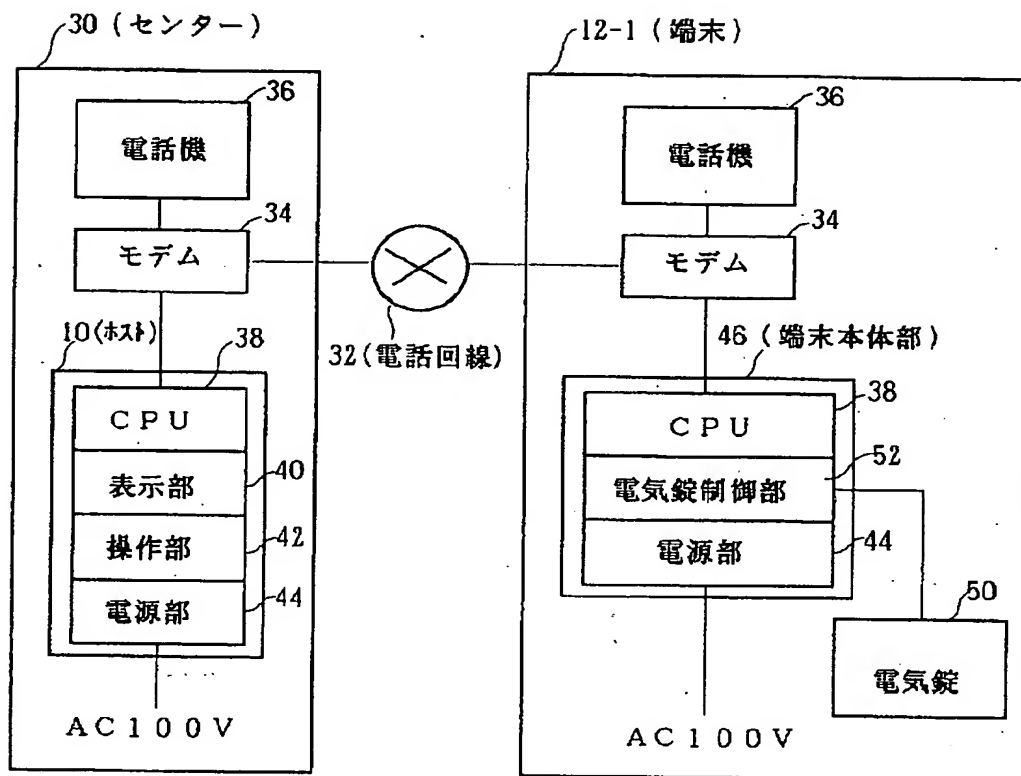 30(センター)
36
電話機
34
モデム
10(ホスト)
38
CPU
表示部
40
操作部
42
電源部
44
AC100V
32(電話回線)
12-1(端末)
36
電話機
34
モデム
46(端末本体部)
38
CPU
52
電気錠制御部
電源部
44
50
電気錠
AC100V